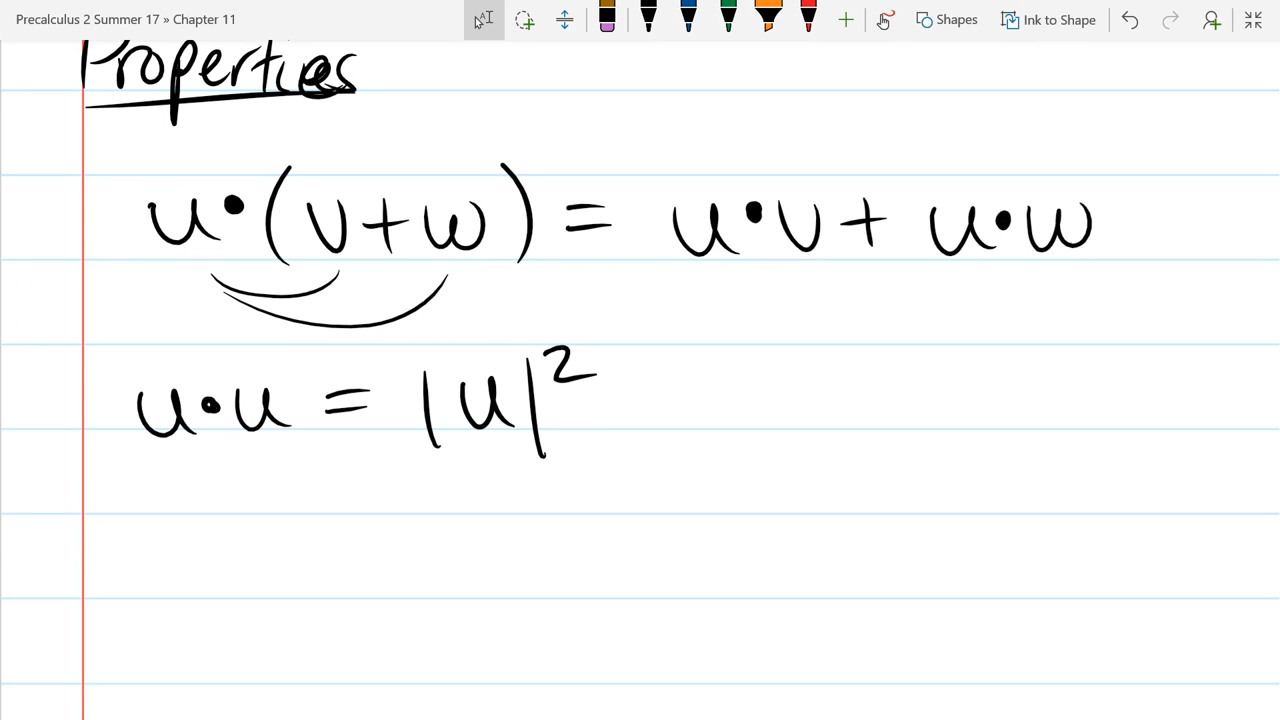 Precalculus 2 Summer 17 » Chapter 11
Shapes
Ink to Shape
Properties
u•(v+w)= u•v+ u•w
u•u = |u|²